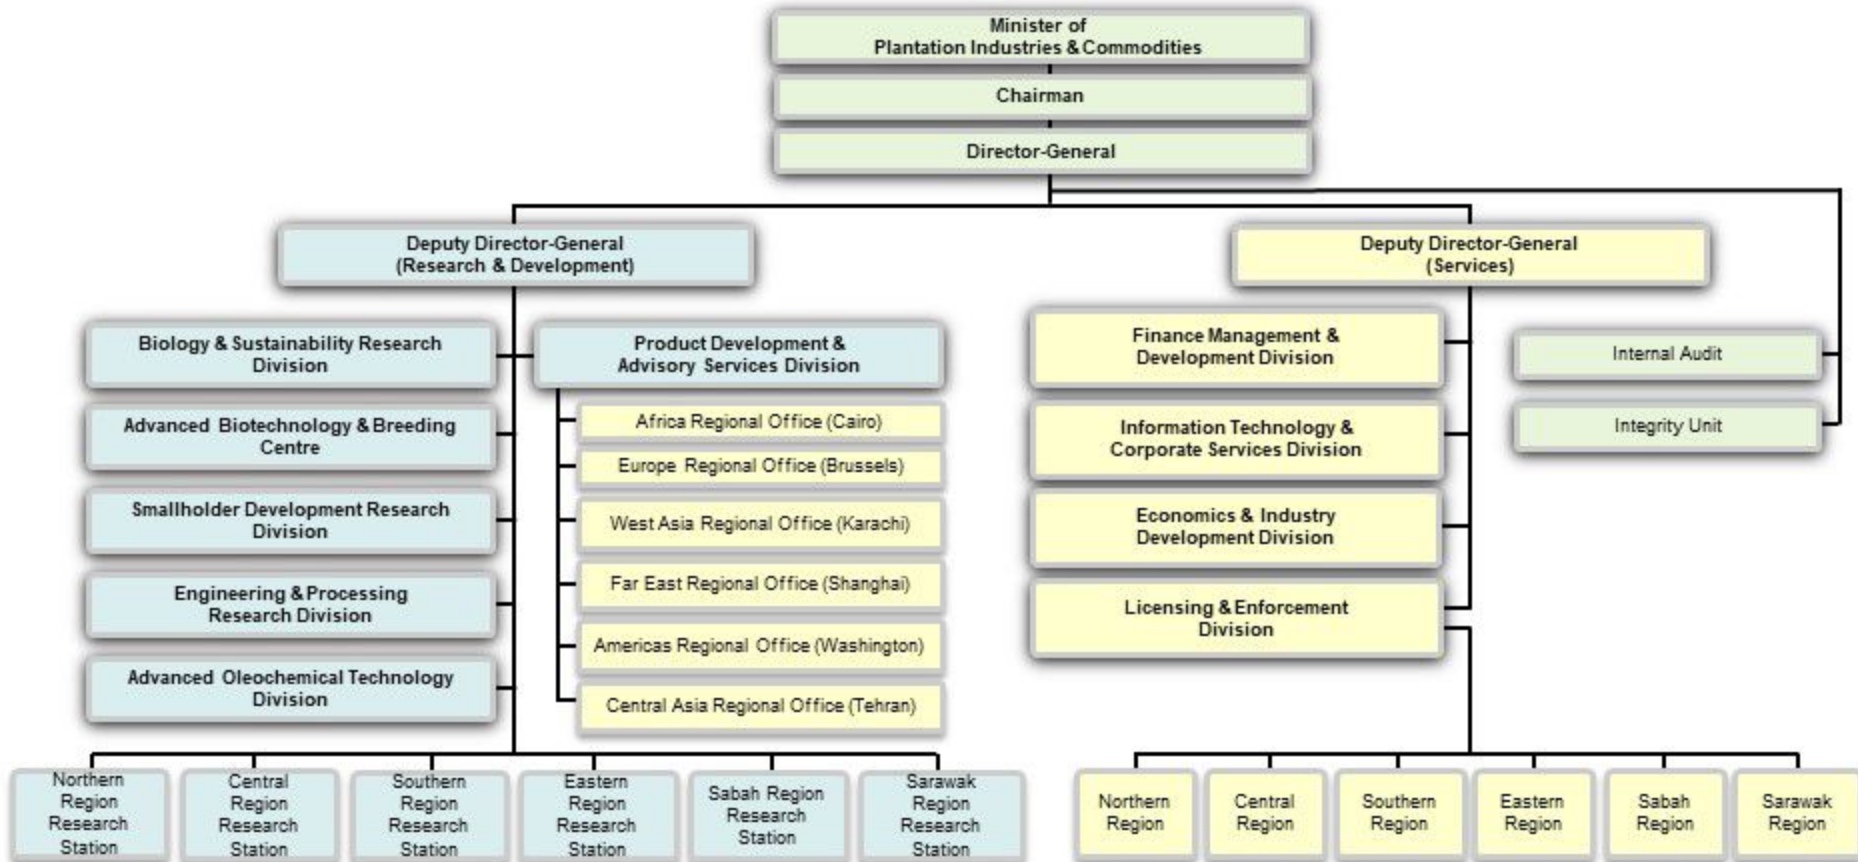 Minister of
Plantation Industries & Commodities
Chairman
Director-General
Deputy Director-General
(Research & Development)
Deputy Director-General
(Services)
Biology & Sustainability Research
Division
Advanced Biotechnology & Breeding
Centre
Smallholder Development Research
Division
Engineering & Processing
Research Division
Advanced Oleochemical Technology
Division
Product Development &
Advisory Services Division
Africa Regional Office (Cairo)
Europe Regional Office (Brussels)
West Asia Regional Office (Karachi)
Far East Regional Office (Shanghai)
Americas Regional Office (Washington)
Central Asia Regional Office (Tehran)
Finance Management &
Development Division
Information Technology &
Corporate Services Division
Economics & Industry
Development Division
Licensing & Enforcement
Division
Internal Audit
Integrity Unit
Northern
Region
Research
Station
Central
Region
Research
Station
Southern
Region
Research
Station
Eastern
Region
Research
Station
Sabah Region
Research
Station
Sarawak
Region
Research
Station
Northern
Region
Central
Region
Southern
Region
Eastern
Region
Sabah
Region
Sarawak
Region